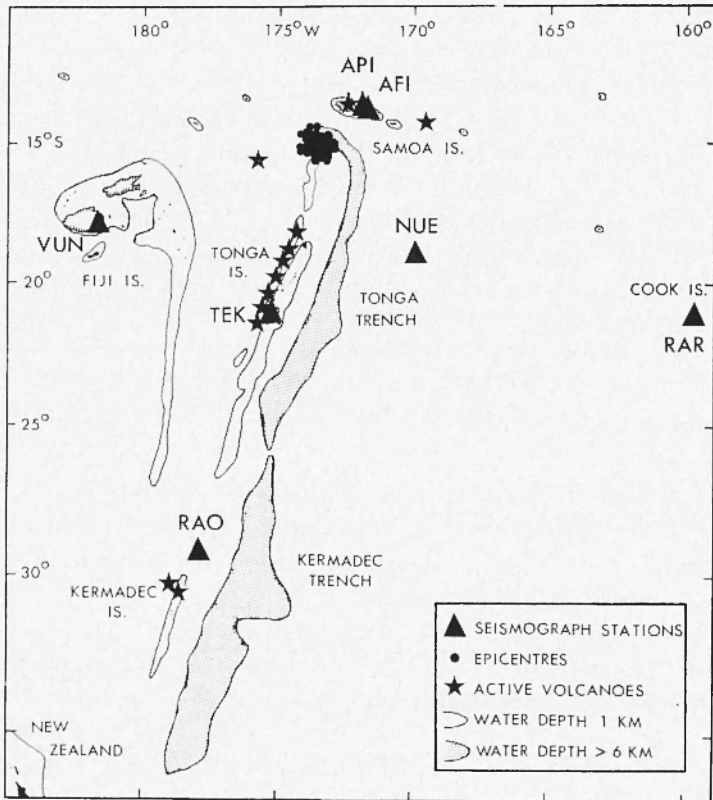 180°
175°W
170°
165°
160°
API
AFI
15°S
SAMOA IS.
VUN
NUE
FIJI IS.
TONGA
IS.
20°
TONGA
TRENCH
COOK IS.
TEK
RAR
25°
RAO
KERMADEC
TRENCH
30°
KERMADEC
IS.
NEW
ZEALAND
SEISMOGRAPH STATIONS
EPICENTRES
ACTIVE VOLCANOES
WATER DEPTH 1 KM
WATER DEPTH > 6 KM